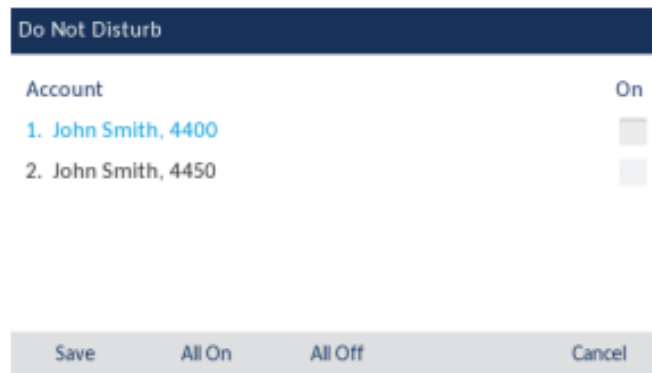 Do Not Disturb
Account On
1. John Smith, 4400
2. John Smith, 4450
Save All On All Off Cancel